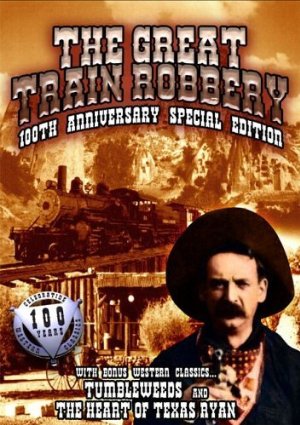 THE GREAT
TRAIN ROBBERY
100TH ANNIVERSARY SPECIAL EDITION
CELEBRATING
100
YEARS
WITH BONUS WESTERN CLASSICS...
TUMBLEWEEDS AND
THE HEART OF TEXAS RYAN